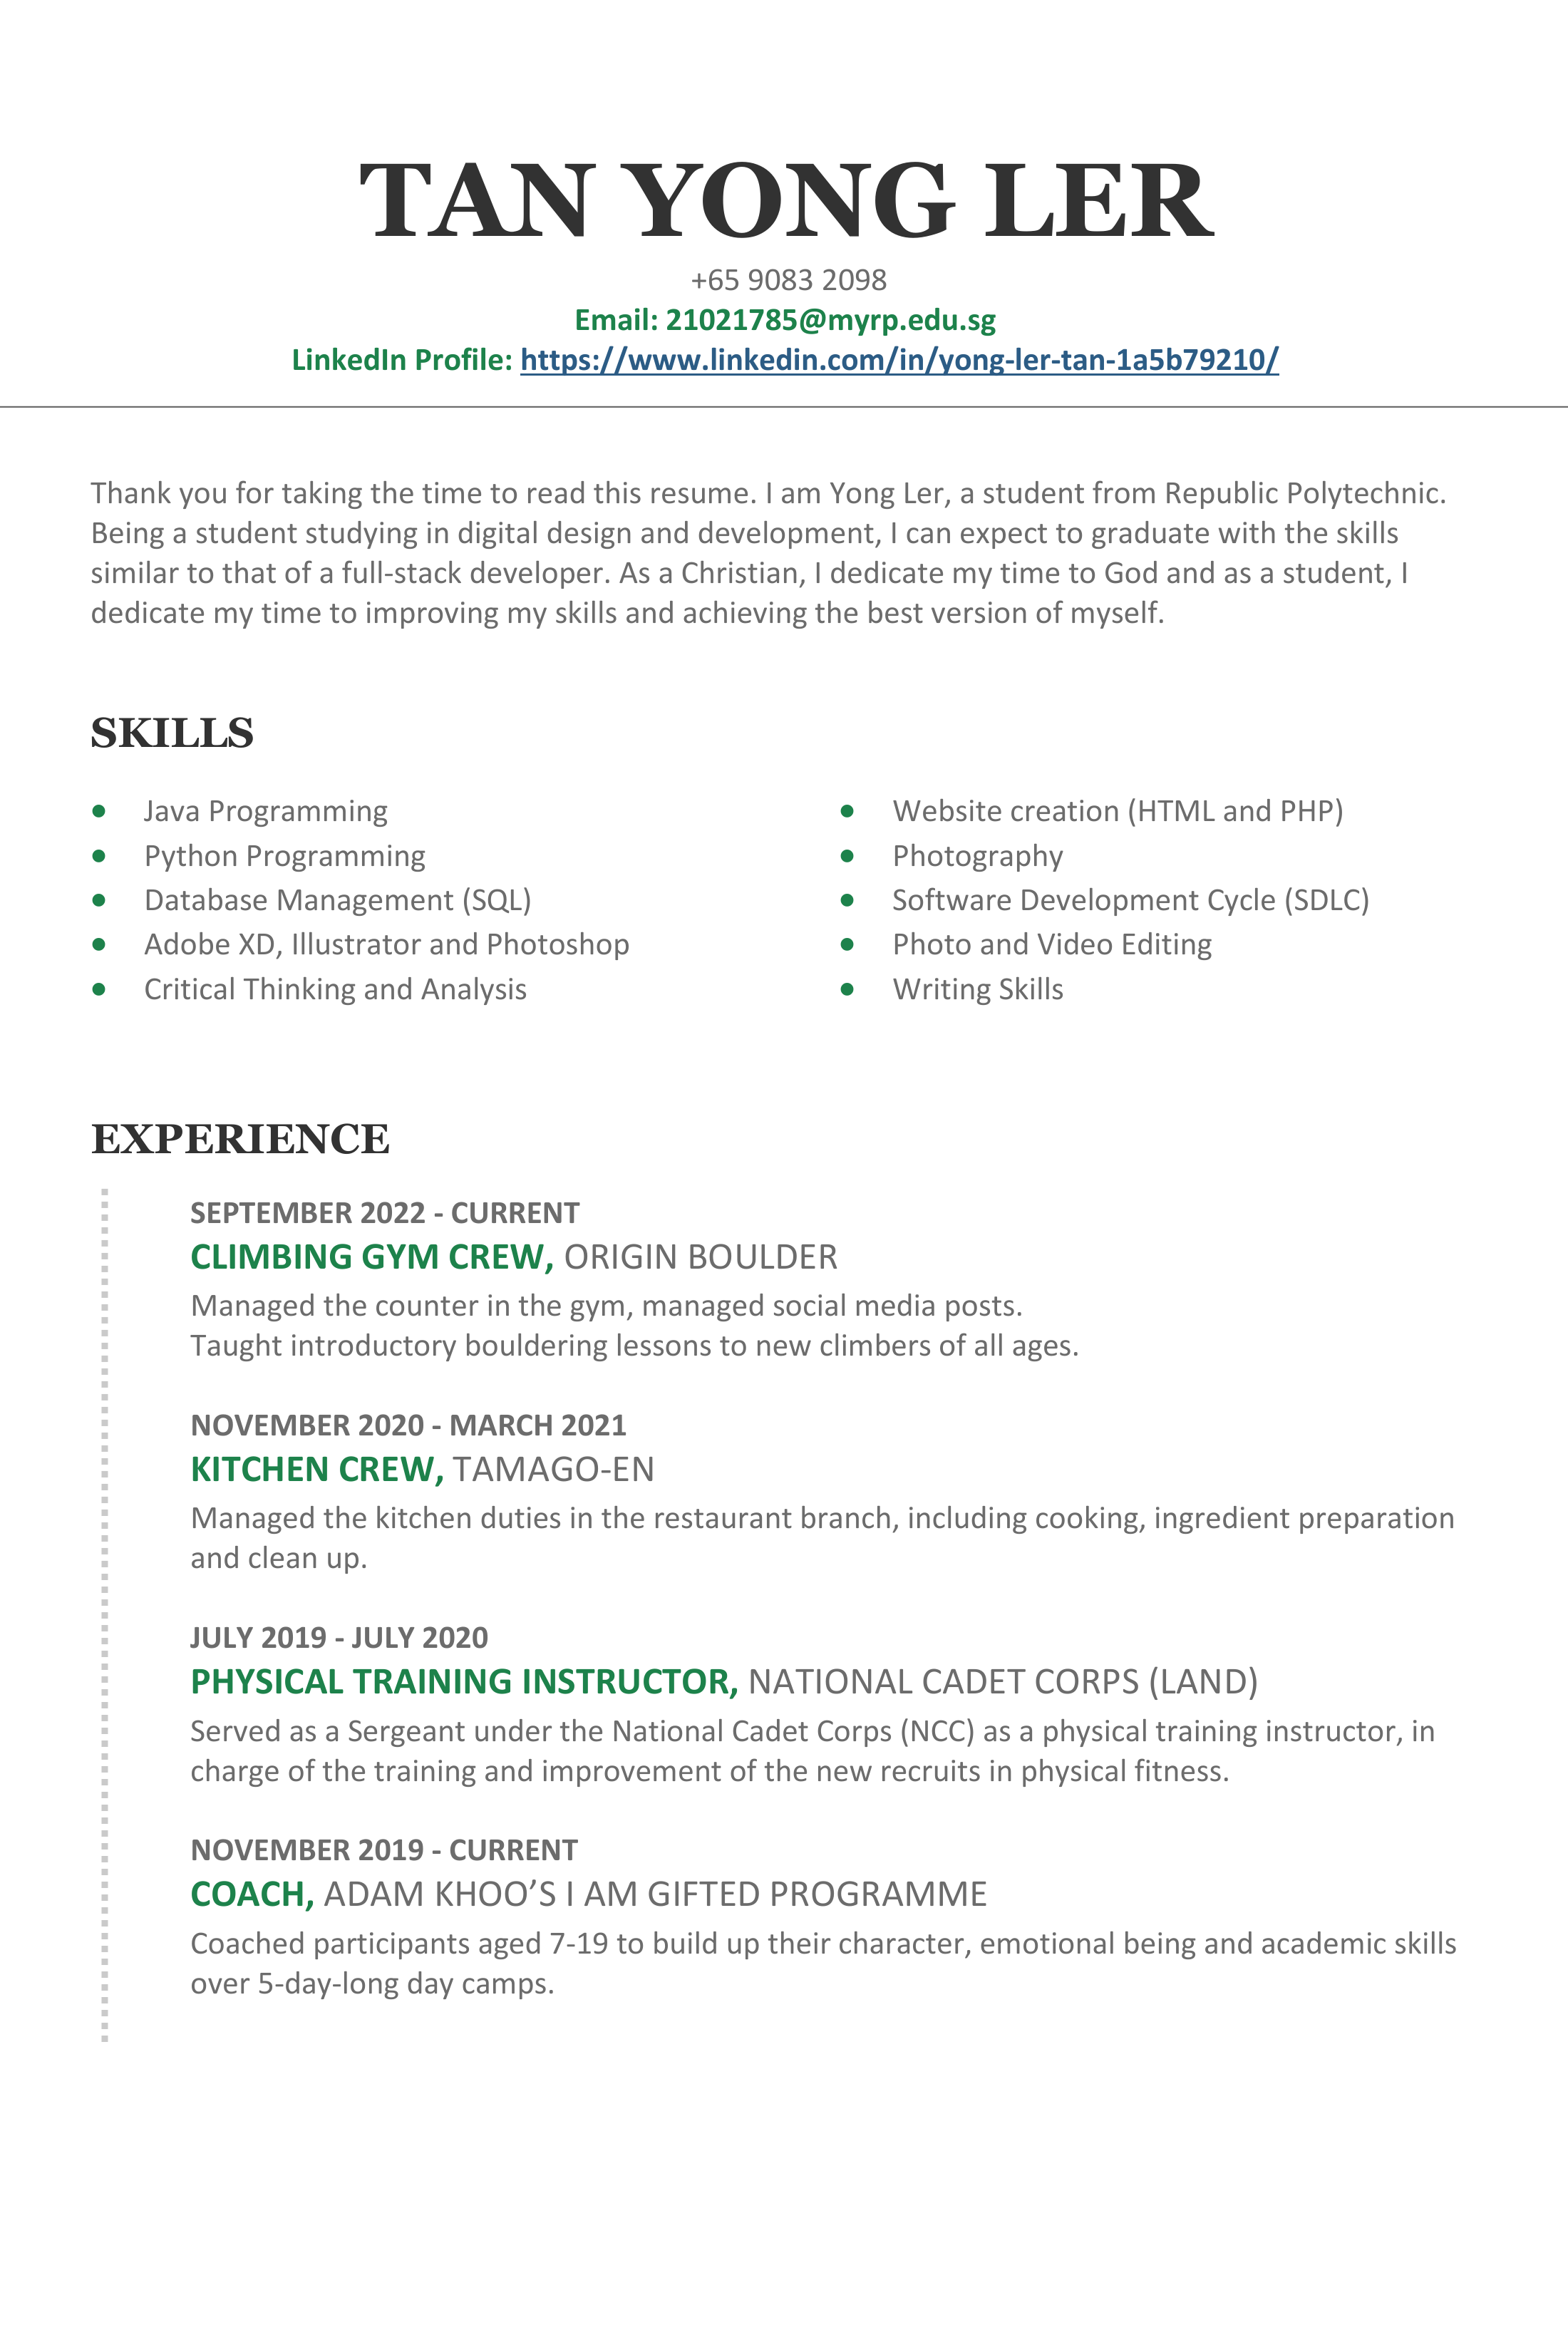 TAN YONG LER
+65 9083 2098
Email: 21021785@myrp.edu.sg
LinkedIn Profile: https://www.linkedin.com/in/yong-ler-tan-1a5b79210/
Thank you for taking the time to read this resume. I am Yong Ler, a student from Republic Polytechnic.
Being a student studying in digital design and development, I can expect to graduate with the skills
similar to that of a full-stack developer. As a Christian, I dedicate my time to God and as a student, I
dedicate my time to improving my skills and achieving the best version of myself.
SKILLS
• Java Programming
• Python Programming
• Database Management (SQL)
• Adobe XD, Illustrator and Photoshop
• Critical Thinking and Analysis
• Website creation (HTML and PHP)
• Photography
• Software Development Cycle (SDLC)
• Photo and Video Editing
• Writing Skills
EXPERIENCE
SEPTEMBER 2022 - CURRENT
CLIMBING GYM CREW, ORIGIN BOULDER
Managed the counter in the gym, managed social media posts.
Taught introductory bouldering lessons to new climbers of all ages.
NOVEMBER 2020 - MARCH 2021
KITCHEN CREW, TAMAGO-EN
Managed the kitchen duties in the restaurant branch, including cooking, ingredient preparation
and clean up.
JULY 2019 - JULY 2020
PHYSICAL TRAINING INSTRUCTOR, NATIONAL CADET CORPS (LAND)
Served as a Sergeant under the National Cadet Corps (NCC) as a physical training instructor, in
charge of the training and improvement of the new recruits in physical fitness.
NOVEMBER 2019 - CURRENT
COACH, ADAM KHOO’S I AM GIFTED PROGRAMME
Coached participants aged 7-19 to build up their character, emotional being and academic skills
over 5-day-long day camps.